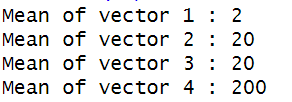 Mean of vector 1 : 2
Mean of vector 2 : 20
Mean of vector 3 : 20
Mean of vector 4 : 200